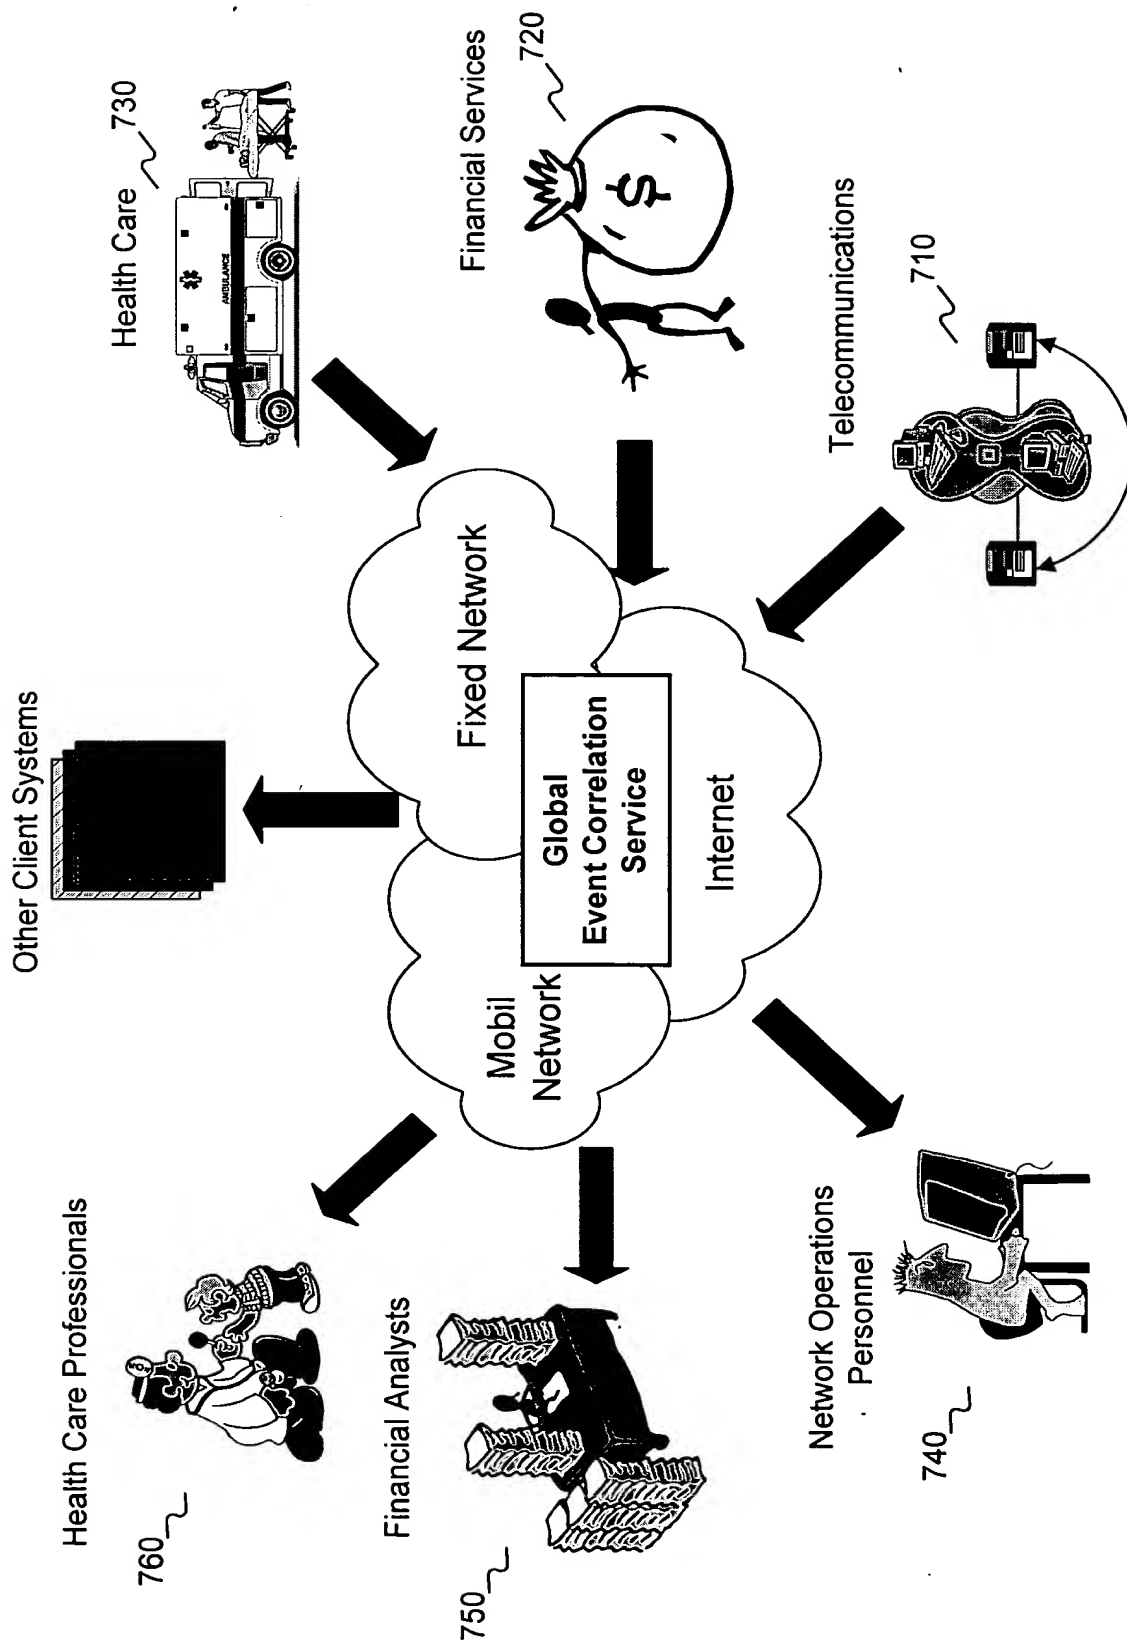 Other Client Systems
Health Care Professionals
760
Health Care
730
AMBULANCE
Financial Analysts
750
Financial Services
720
$
Mobil
Network
Fixed Network
Global
Event Correlation
Service
Internet
Network Operations
Personnel
740
Telecommunications
710